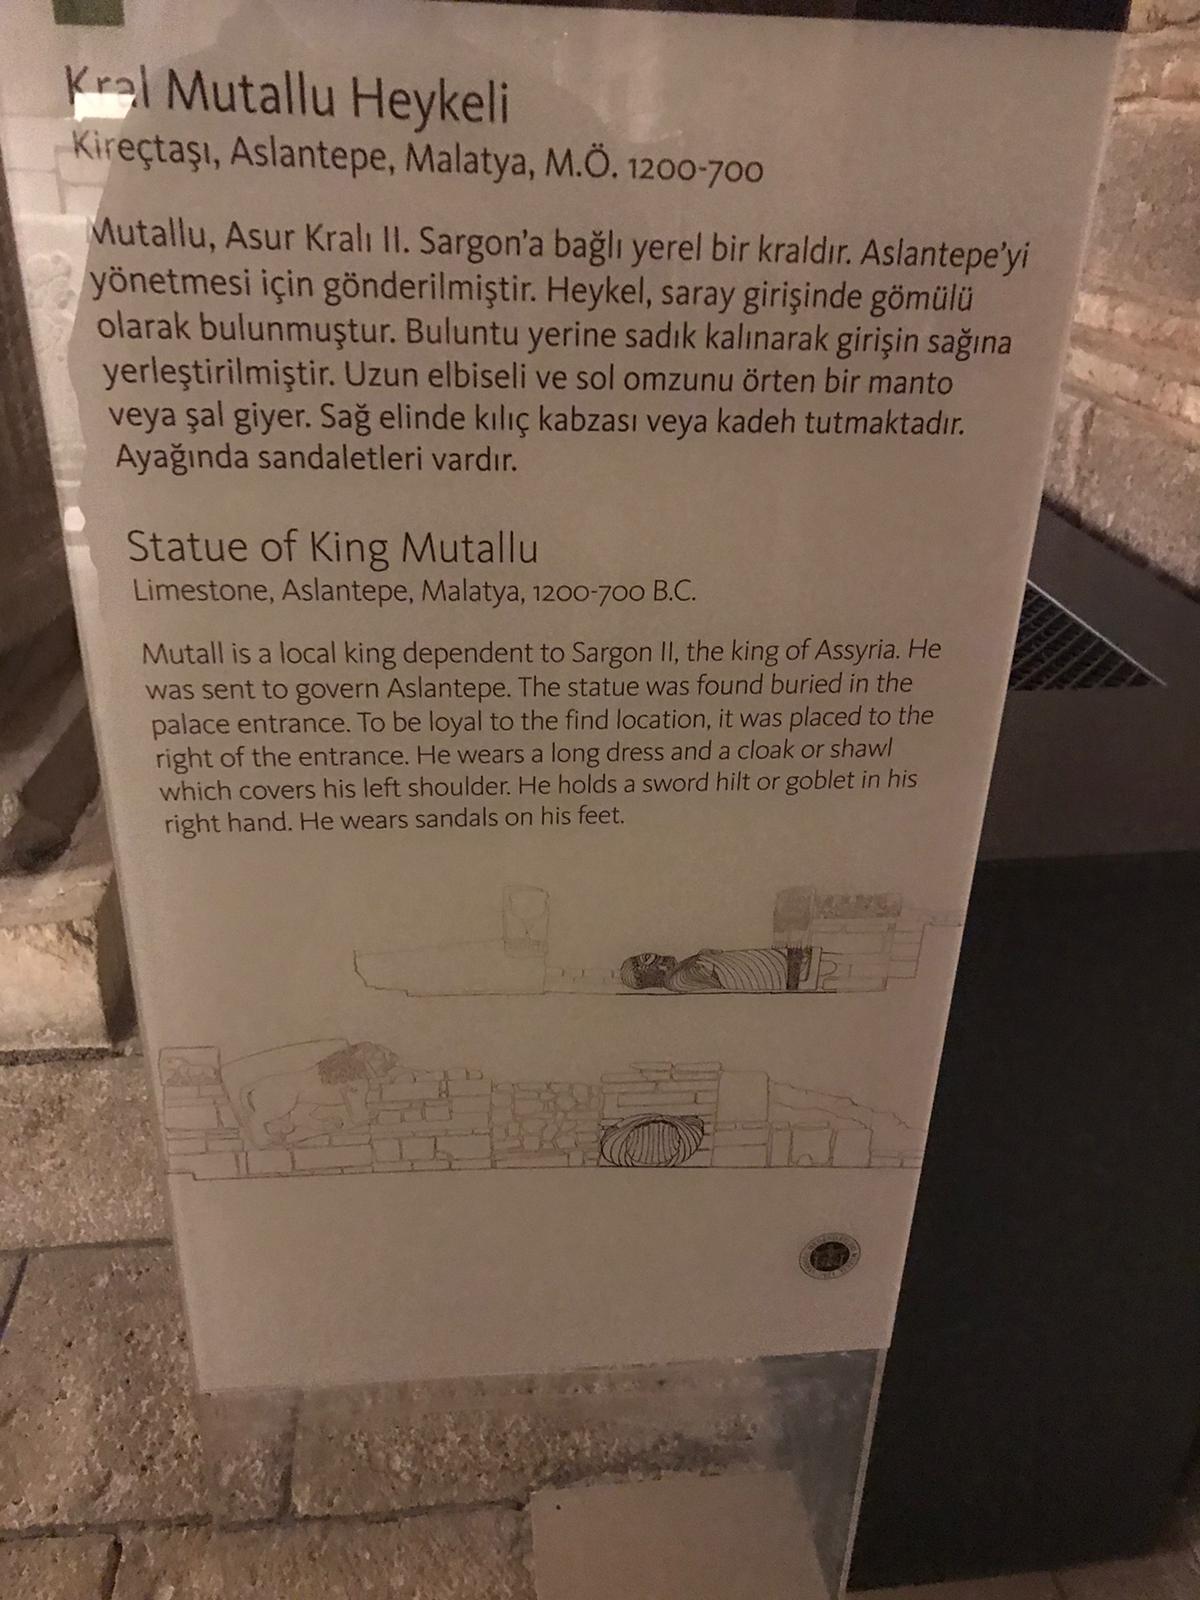 Kral Mutallu Heykeli
Kireçtaşı, Aslantepe, Malatya, M.Ö. 1200-700
Mutallu, Asur Kralı II. Sargon'a bağlı yerel bir kraldır. Aslantepe'yi
yönetmesi için gönderilmiştir. Heykel, saray girişinde gömülü
olarak bulunmuştur. Buluntu yerine sadık kalınarak girişin sağına
yerleştirilmiştir. Uzun elbiseli ve sol omzunu örten bir manto
veya şal giyer. Sağ elinde kılıç kabzası veya kadeh tutmaktadır.
Ayağında sandaletleri vardır.
Statue of King Mutallu
Limestone, Aslantepe, Malatya, 1200-700 B.C.
Mutall is a local king dependent to Sargon II, the king of Assyria. He
was sent to govern Aslantepe. The statue was found buried in the
palace entrance. To be loyal to the find location, it was placed to the
right of the entrance. He wears a long dress and a cloak or shawl
which covers his left shoulder. He holds a sword hilt or goblet in his
right hand. He wears sandals on his feet.